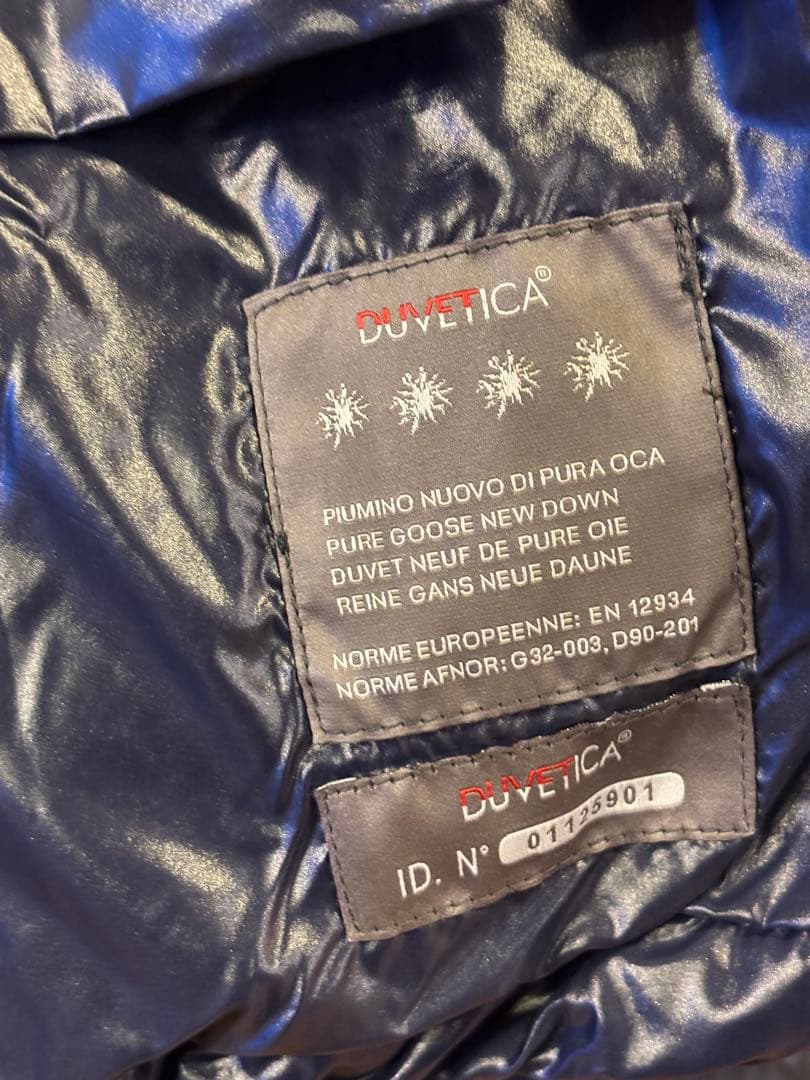 DUVETICA®
PIUMINO NUOVO DI PURA OCA
PURE GOOSE NEW DOWN
DUVET NEUF DE PURE OIE
REINE GANS NEUE DAUNE
NORME EUROPEENNE: EN 12934
NORME AFNOR: G32-003, D90-201
DUVETICA®
ID. N° 01125901